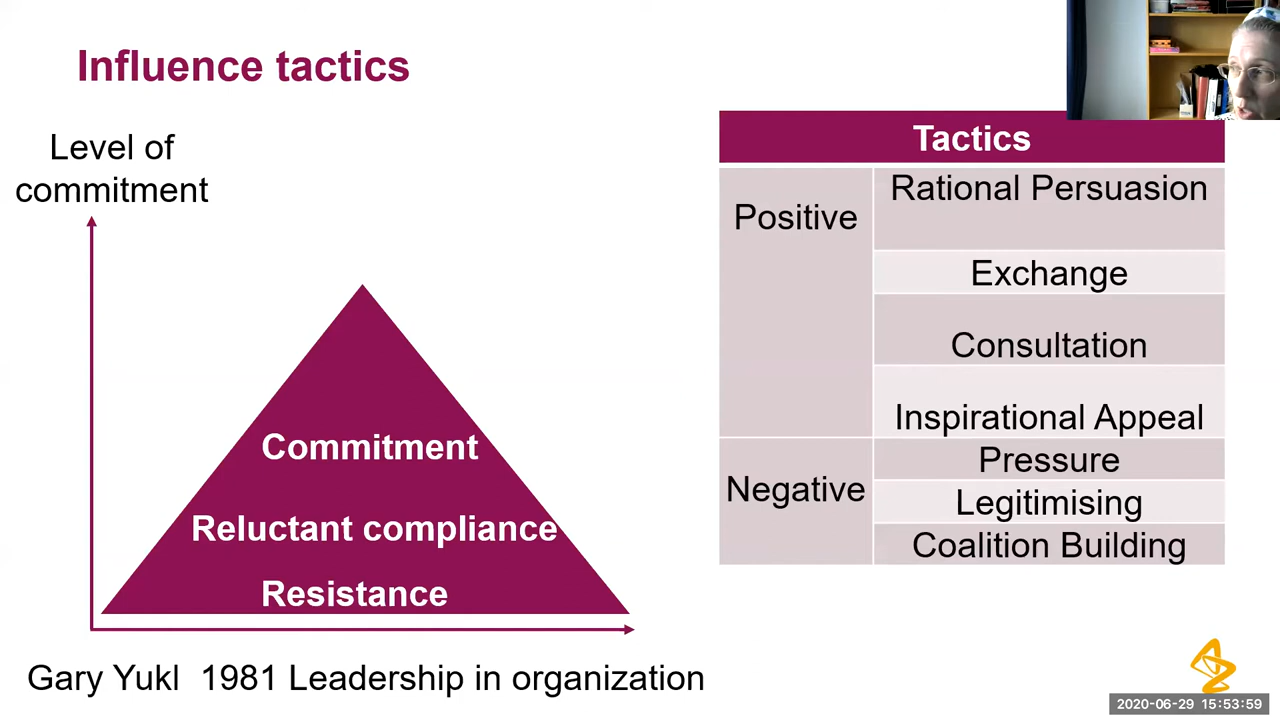 Influence tactics
Level of
commitment
Commitment
Reluctant compliance
Resistance
Gary Yukl  1981 Leadership in organization
Tactics
Positive
Rational Persuasion
Exchange
Consultation
Inspirational Appeal
Negative
Pressure
Legitimising
Coalition Building
2020-06-29 15:53:59